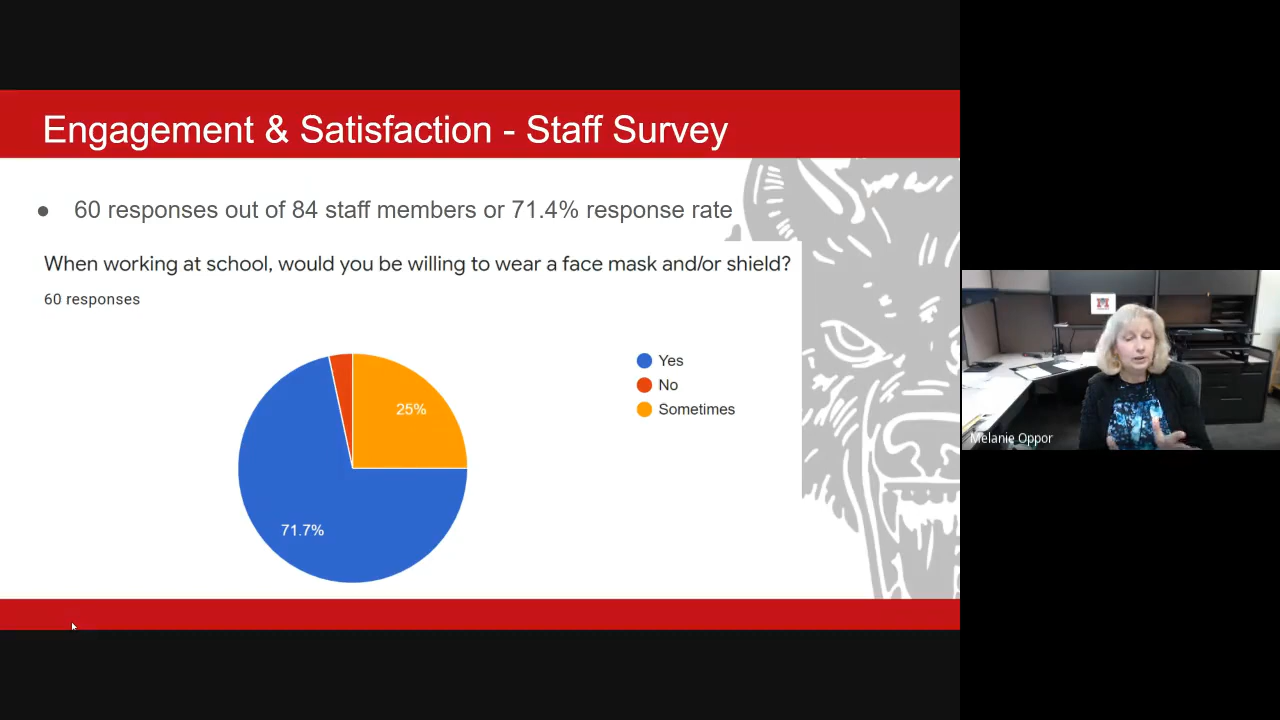 Engagement & Satisfaction - Staff Survey
● 60 responses out of 84 staff members or 71.4% response rate
When working at school, would you be willing to wear a face mask and/or shield?
60 responses
Yes
No
Sometimes
25%
71.7%
Melanie Oppor